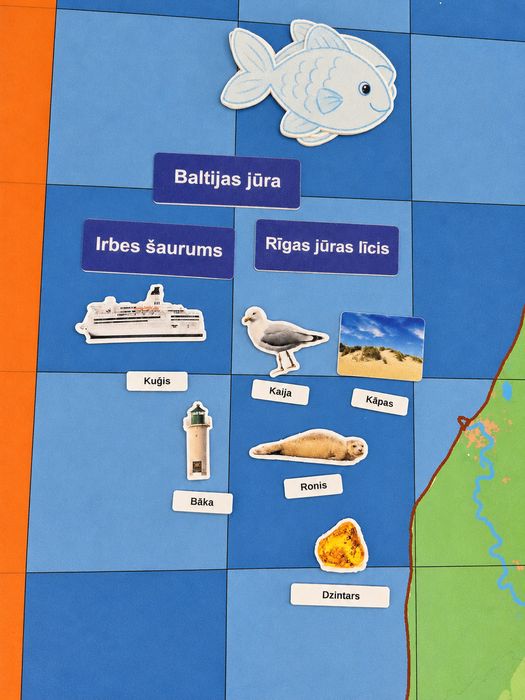 Baltijas jūra
Irbes šaurums
Rīgas jūras līcis
Kuģis
Kaija
Kāpas
Bāka
Ronis
Dzintars